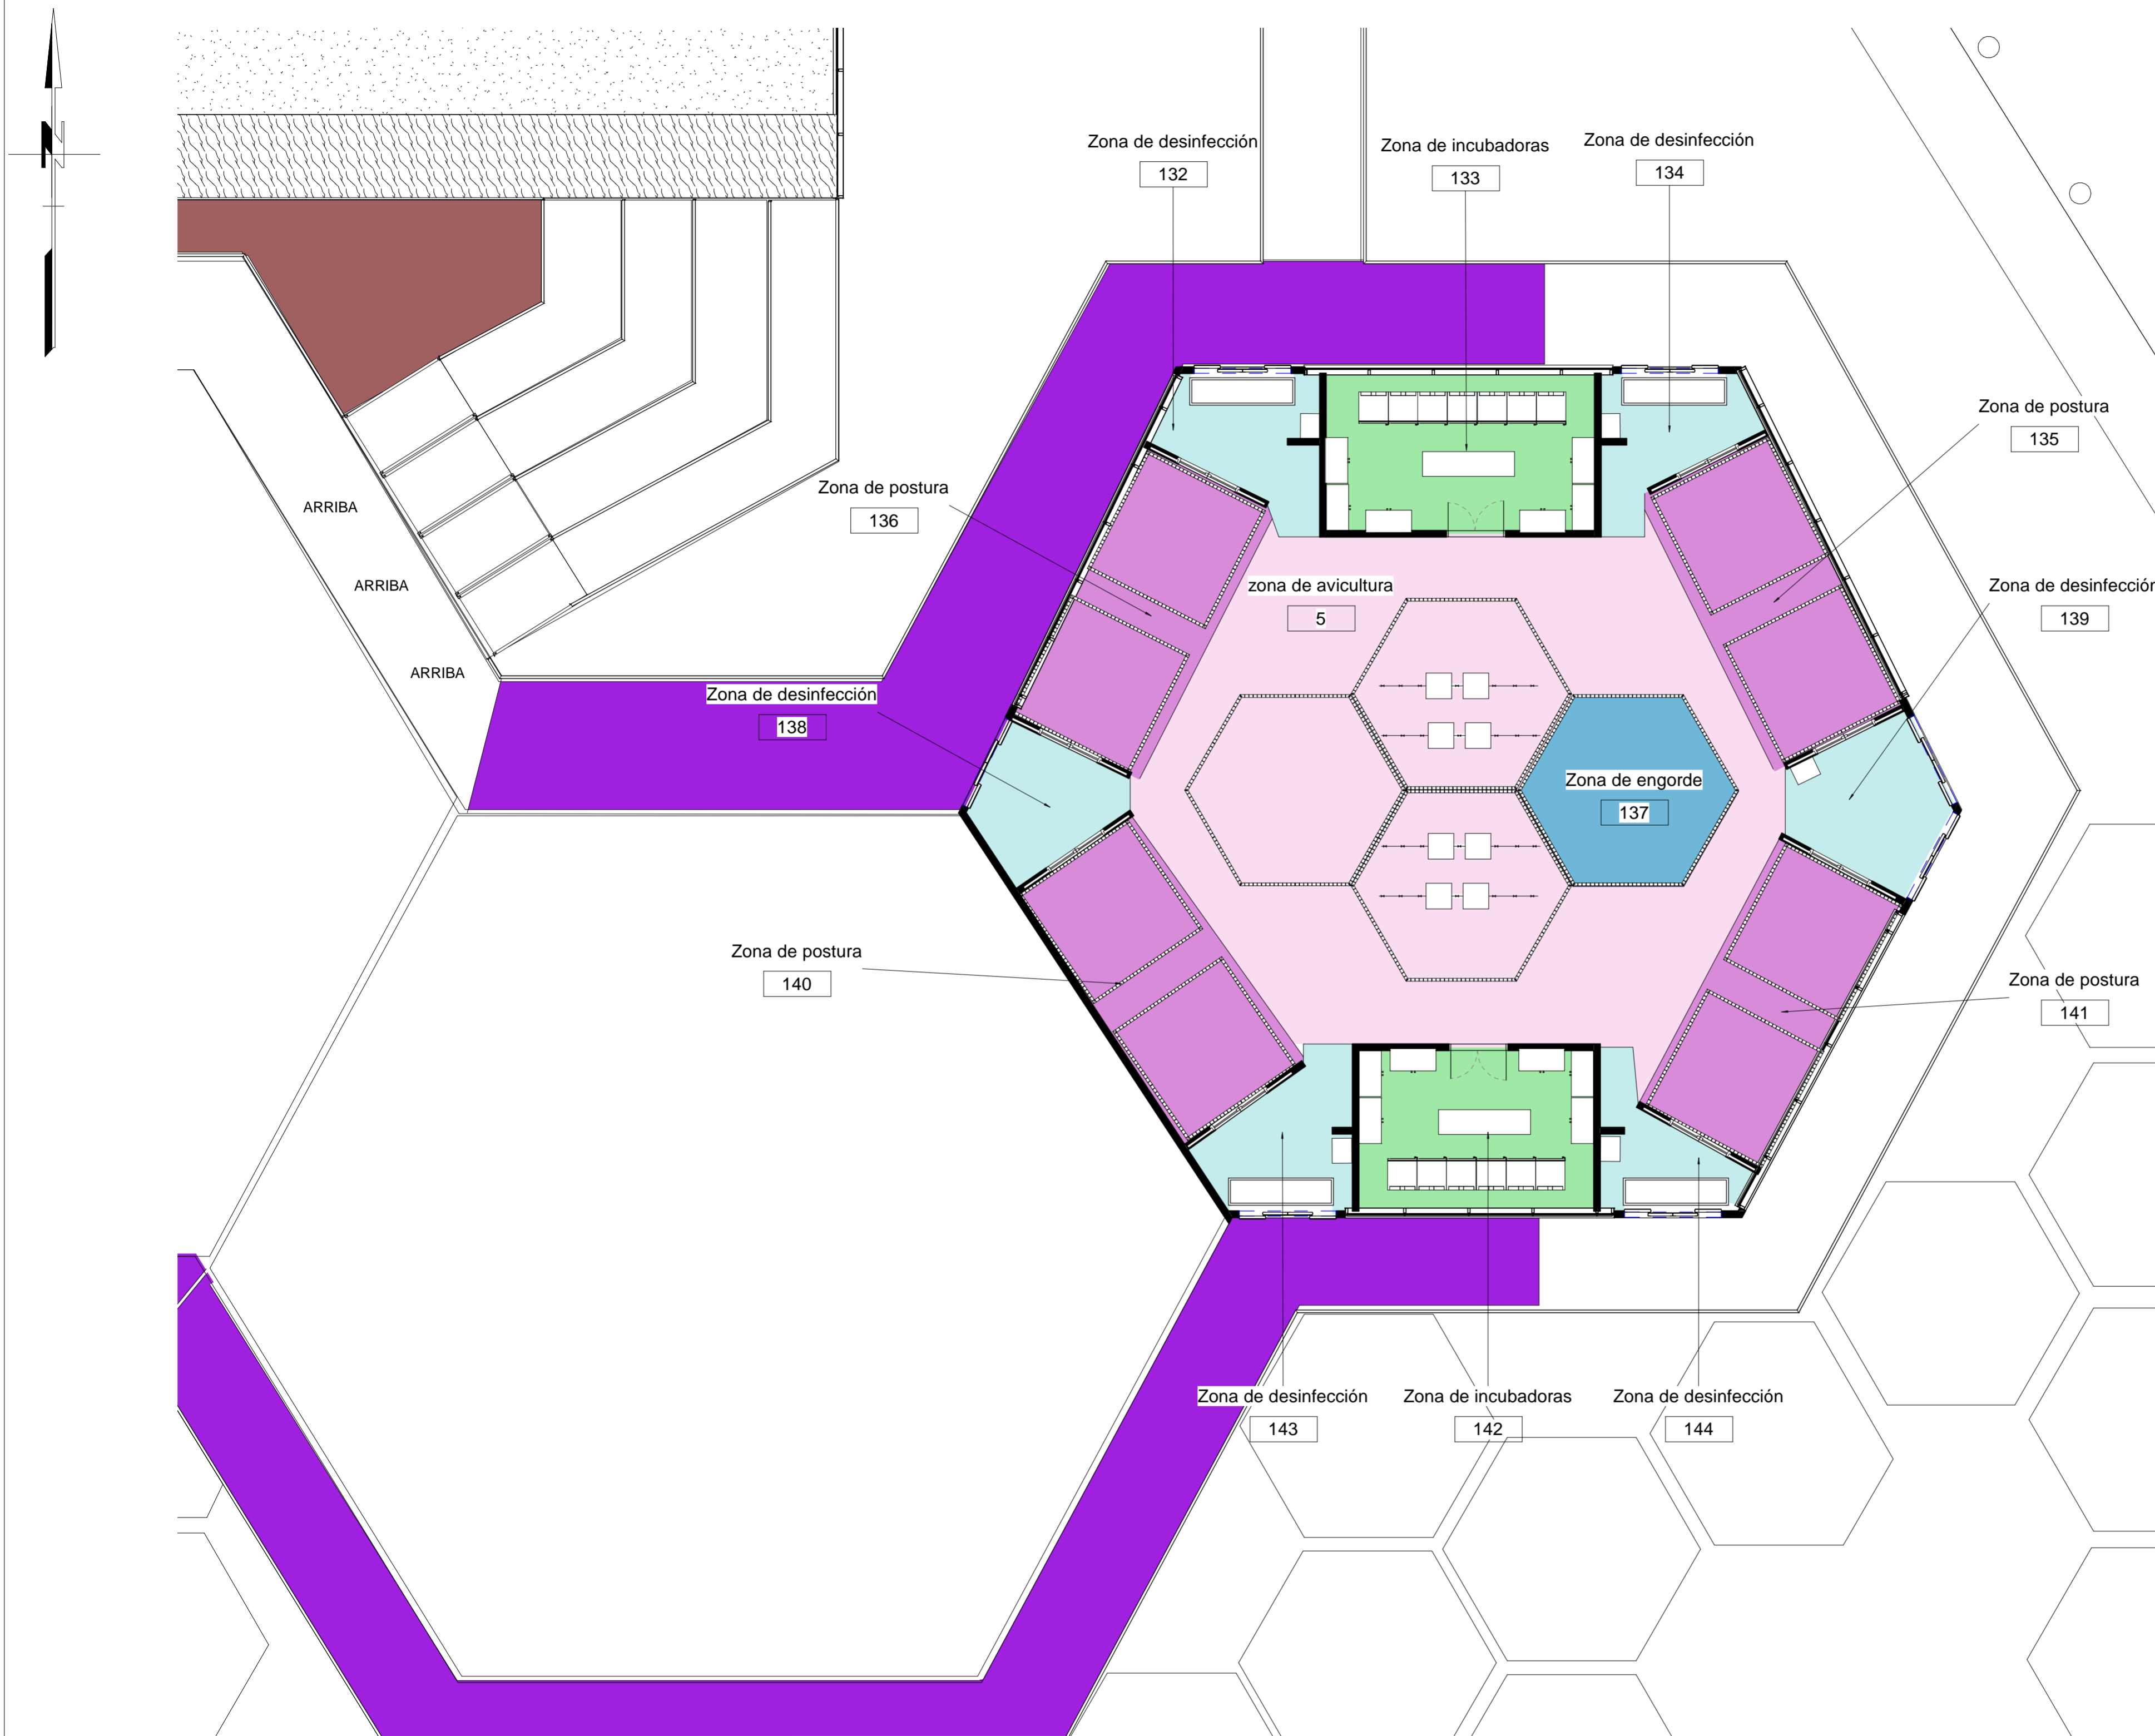 N
Zona de desinfección
132
Zona de incubadoras
133
Zona de desinfección
134
Zona de postura
135
Zona de postura
136
ARRIBA
zona de avicultura
5
ARRIBA
Zona de desinfección
139
ARRIBA
Zona de desinfección
138
Zona de engorde
137
Zona de postura
140
Zona de postura
141
Zona de desinfección
143
Zona de incubadoras
142
Zona de desinfección
144